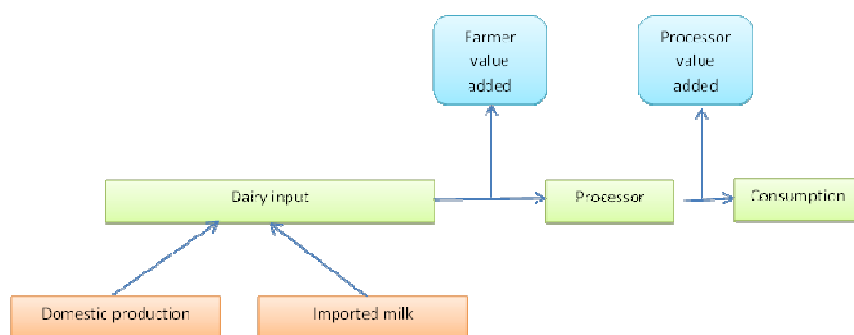 Farmer
value
added
Processor
value
added
Dairy input
Processor
Consumption
Domestic production
Imported milk